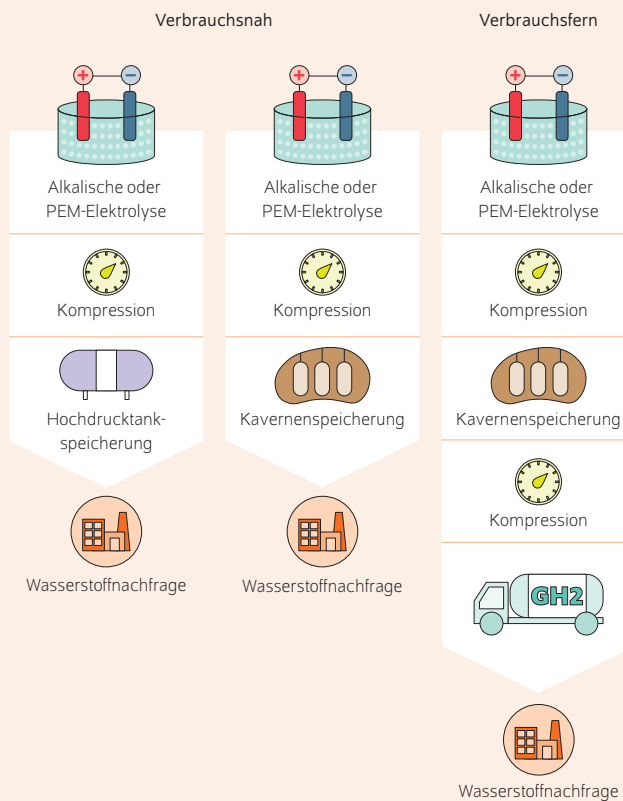 Verbrauchsnah
Verbrauchsfern
+ −
Alkalische oder
PEM-Elektrolyse
Kompression
Hochdrucktank-
speicherung
Wasserstoffnachfrage
+ −
Alkalische oder
PEM-Elektrolyse
Kompression
Kavernenspeicherung
Wasserstoffnachfrage
+ −
Alkalische oder
PEM-Elektrolyse
Kompression
Kavernenspeicherung
Kompression
GH2
Wasserstoffnachfrage